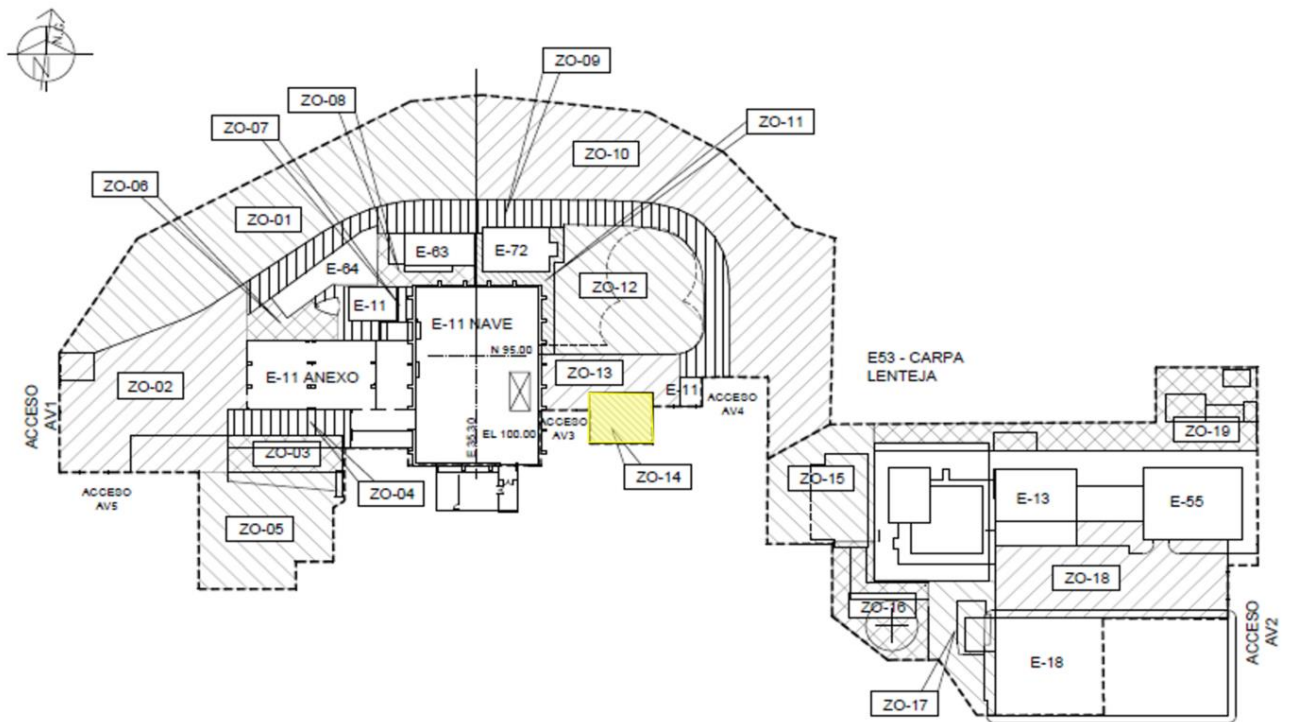 N.G.
N
ZO-09
ZO-08
ZO-07
ZO-11
ZO-10
ZO-06
ZO-01
E-63
E-72
E-64
ZO-12
E-11
E-11 NAVE
N 95.00
E53 - CARPA
LENTEJA
E-11 ANEXO
ZO-02
ZO-13
E-11
ACCESO
AV4
ACCESO
AV1
ACCESO
AV3
E 35.30
EL 100.00
ZO-03
ZO-14
ZO-04
ZO-19
ZO-15
E-13
E-55
ACCESO
AV5
ZO-05
ZO-18
ZO-16
ACCESO
AV2
E-18
ZO-17